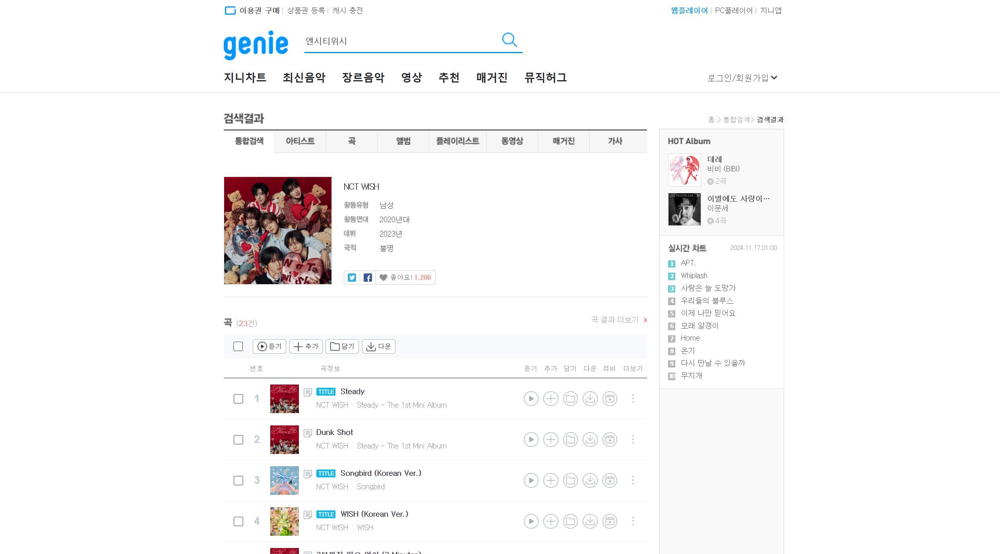 이용권 구매 | 상품권 등록 | 캐시 충전
웹플레이어 | PC플레이어 | 지니앱
genie
엔시티위시
지니차트 최신음악 장르음악 영상 추천 매거진 뮤직허그
로그인/회원가입
검색결과
홈 > 통합검색 > 검색결과
통합검색 아티스트 곡 앨범 플레이리스트 동영상 매거진 가사
NCT WISH
활동유형 남성
활동연대 2020년대
데뷔 2023년
국적 불명
좋아요! 1,286
NCT
WISH
곡 (23건)
곡 결과 더보기
듣기 추가 담기 다운
번호 곡정보 듣기 추가 담기 다운 뮤비 더보기
1 TITLE Steady
NCT WISH | Steady - The 1st Mini Album
2 Dunk Shot
NCT WISH | Steady - The 1st Mini Album
3 TITLE Songbird (Korean Ver.)
NCT WISH | Songbird
4 TITLE WISH (Korean Ver.)
NCT WISH | WISH
HOT Album
데레
비비 (BIBI)
2곡
LEE MOON SAE 17
이별에도 사랑이···
이문세
4곡
실시간 차트 2024.11.17.01:00
1 APT.
2 Whiplash
3 사랑은 늘 도망가
4 우리들의 블루스
5 이제 나만 믿어요
6 모래 알갱이
7 Home
8 온기
9 다시 만날 수 있을까
10 무지개